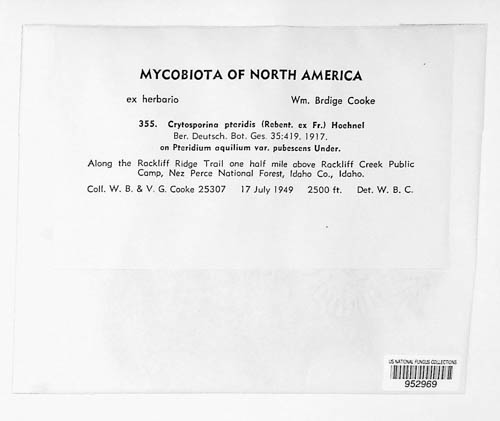 MYCOBIOTA OF NORTH AMERICA
ex herbario Wm. Brdige Cooke
355. Crytosporina pteridis (Rebent. ex Fr.) Hoehnel
Ber. Deutsch. Bot. Ges. 35:419. 1917.
on Pteridium aquilium var. pubescens Under.
Along the Rackliff Ridge Trail one half mile above Rackliff Creek Public
Camp, Nez Perce National Forest, Idaho Co., Idaho.
Coll. W. B. & V. G. Cooke 25307 17 July 1949 2500 ft. Det. W. B. C.
US NATIONAL FUNGUS COLLECTIONS
952969